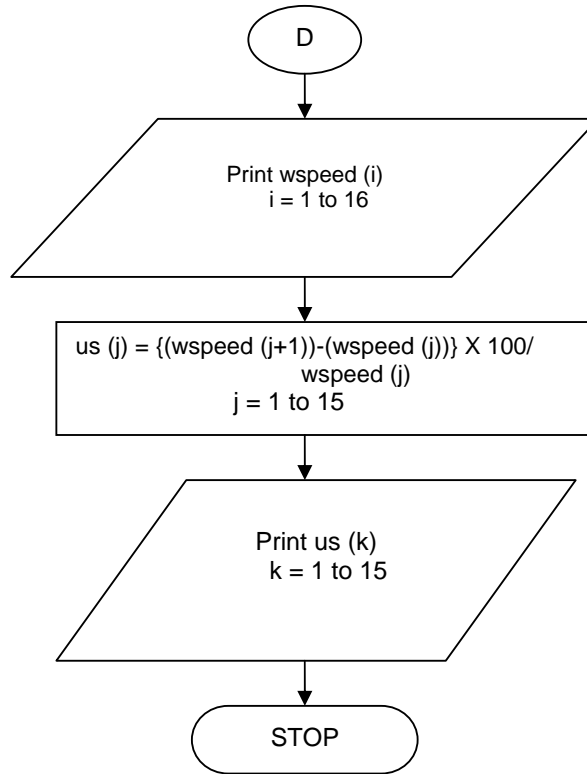 D
Print wspeed (i)
i = 1 to 16
us (j) = {(wspeed (j+1))-(wspeed (j))} X 100/
wspeed (j)
j = 1 to 15
Print us (k)
k = 1 to 15
STOP